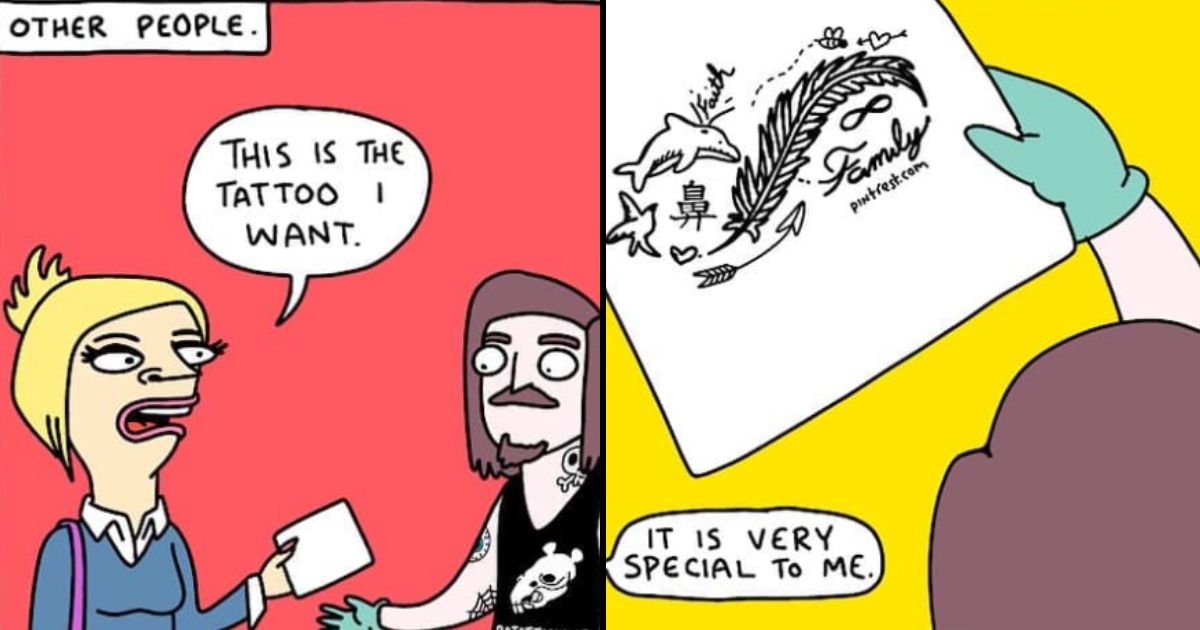 OTHER PEOPLE.
THIS IS THE
TATTOO I
WANT.
Faith
鼻
Family
pintrest.com
IT IS VERY
SPECIAL TO ME.